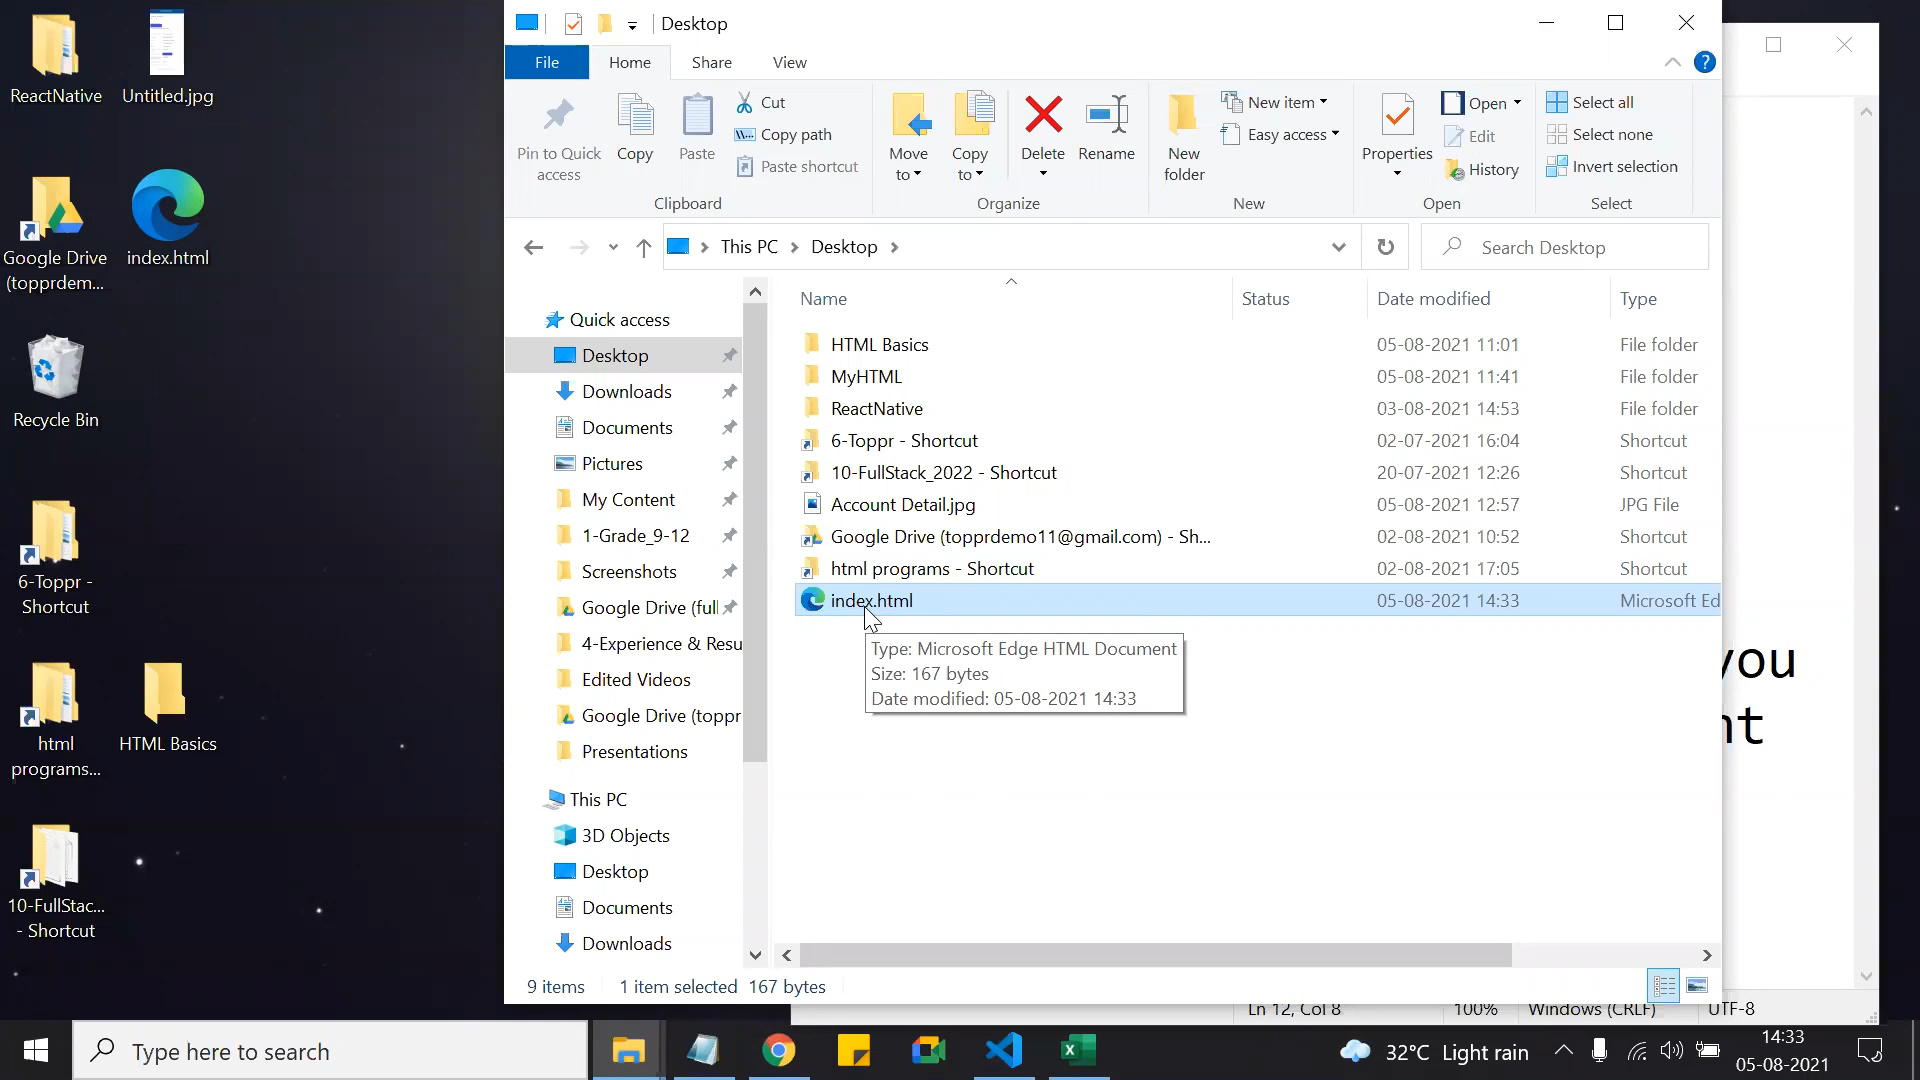 ReactNative
Untitled.jpg
Google Drive
(topprdem...
index.html
Recycle Bin
6-Toppr -
Shortcut
html
programs...
HTML Basics
10-FullStac...
- Shortcut
Desktop
File
Home
Share
View
?
Pin to Quick
access
Copy
Paste
Cut
Copy path
Paste shortcut
Clipboard
Move
to
Copy
to
Delete
Rename
Organize
New
folder
New item
Easy access
New
Properties
Open
Edit
History
Open
Select all
Select none
Invert selection
Select
This PC
Desktop
Search Desktop
Quick access
Desktop
Downloads
Documents
Pictures
My Content
1-Grade_9-12
Screenshots
Google Drive (full
4-Experience & Resu
Edited Videos
Google Drive (toppr
Presentations
This PC
3D Objects
Desktop
Documents
Downloads
Name Status Date modified Type
HTML Basics 05-08-2021 11:01 File folder
MyHTML 05-08-2021 11:41 File folder
ReactNative 03-08-2021 14:53 File folder
6-Toppr - Shortcut 02-07-2021 16:04 Shortcut
10-FullStack_2022 - Shortcut 20-07-2021 12:26 Shortcut
Account Detail.jpg 05-08-2021 12:57 JPG File
Google Drive (topprdemo11@gmail.com) - Sh... 02-08-2021 10:52 Shortcut
html programs - Shortcut 02-08-2021 17:05 Shortcut
index.html 05-08-2021 14:33 Microsoft Ed
Type: Microsoft Edge HTML Document
Size: 167 bytes
Date modified: 05-08-2021 14:33
you
nt
9 items 1 item selected 167 bytes
Ln 12, Col 8 100% Windows (CRLF) UTF-8
Type here to search
32°C Light rain
14:33
05-08-2021